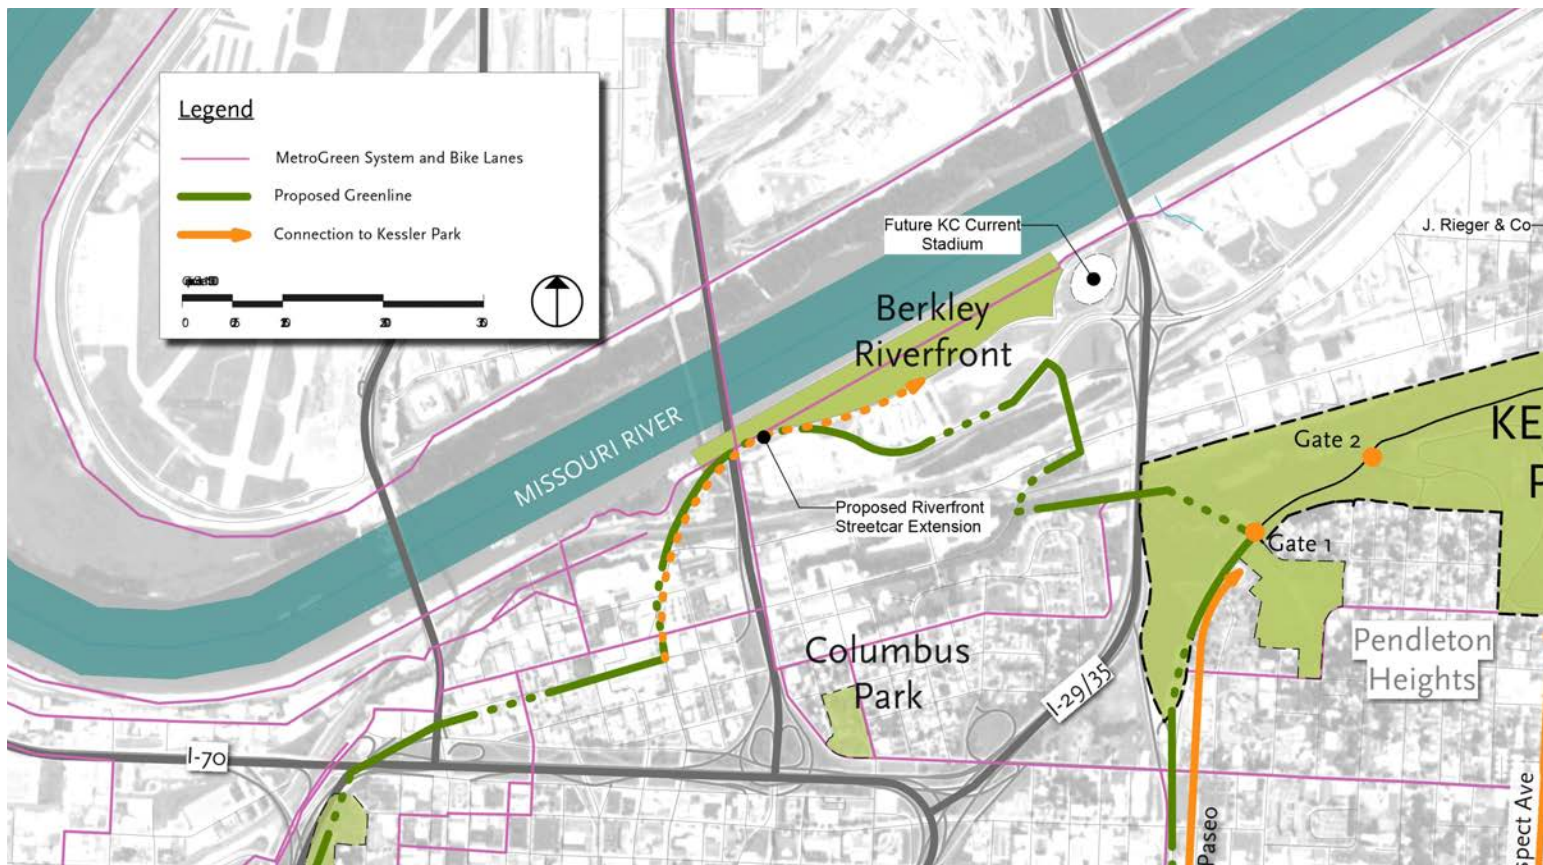 Legend
MetroGreen System and Bike Lanes
Proposed Greenline
Connection to Kessler Park
0
Future KC Current
Stadium
J. Rieger & Co
Berkley
Riverfront
MISSOURI RIVER
Gate 2
KE
P
Proposed Riverfront
Streetcar Extension
Gate 1
Columbus
Park
Pendleton
Heights
I-29/35
I-70
Paseo
spect Ave